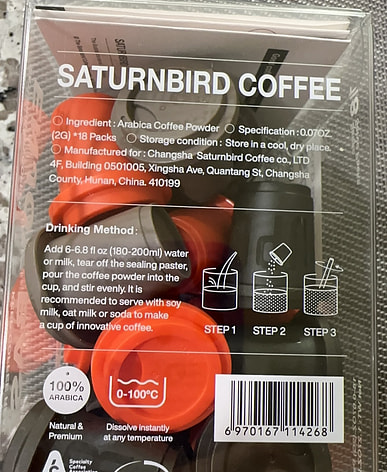 SATURNBIRD COFFEE
Ingredient : Arabica Coffee Powder Specification : 0.07OZ
(2G) *18 Packs Storage condition : Store in a cool, dry place.
Manufactured for : Changsha Saturnbird Coffee co., LTD
4F, Building 0501005, Xingsha Ave, Quantang St, Changsha
County, Hunan, China. 410199
Drinking Method :
Add 6-6.8 fl oz (180-200ml) water
or milk, tear off the sealing paster,
pour the coffee powder into the
cup, and stir evenly. It is
recommended to serve with soy
milk, oat milk or soda to make
a cup of innovative coffee.
STEP 1 STEP 2 STEP 3
100%
ARABICA
0-100°C
Natural &
Premium
Dissolve instantly
at any temperature
6 970167 114268
Specialty
Coffee
Association